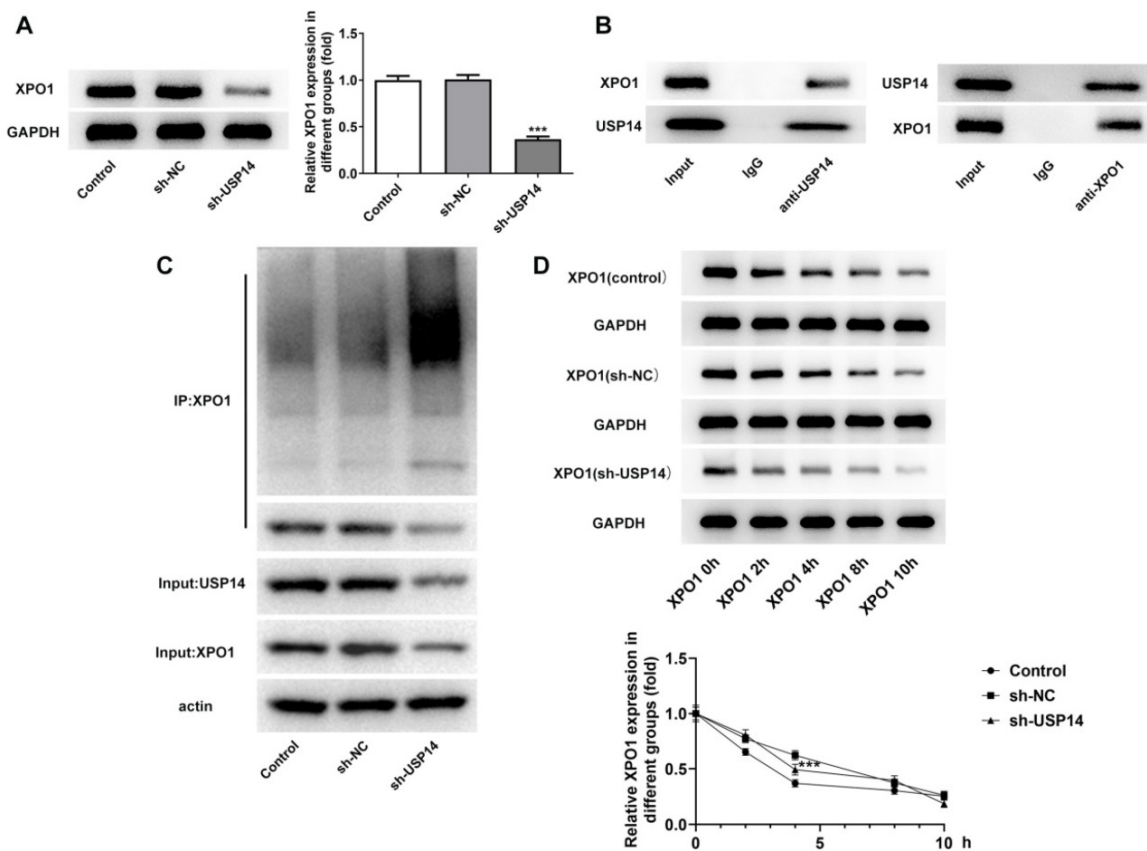 A
XPO1
GAPDH
Control
sh-NC
sh-USP14
Relative XPO1 expression in
different groups (fold)
1.5
1.0
0.5
0.0
***
Control
sh-NC
sh-USP14
B
XPO1
USP14
Input
IgG
anti-USP14
USP14
XPO1
Input
IgG
anti-XPO1
C
IP:XPO1
Input:USP14
Input:XPO1
actin
Control
sh-NC
sh-USP14
D
XPO1(control)
GAPDH
XPO1(sh-NC)
GAPDH
XPO1(sh-USP14)
GAPDH
XPO1 0h
XPO1 2h
XPO1 4h
XPO1 8h
XPO1 10h
Relative XPO1 expression in
different groups (fold)
1.5
1.0
0.5
0.0
***
0
5
10
h
Control
sh-NC
sh-USP14